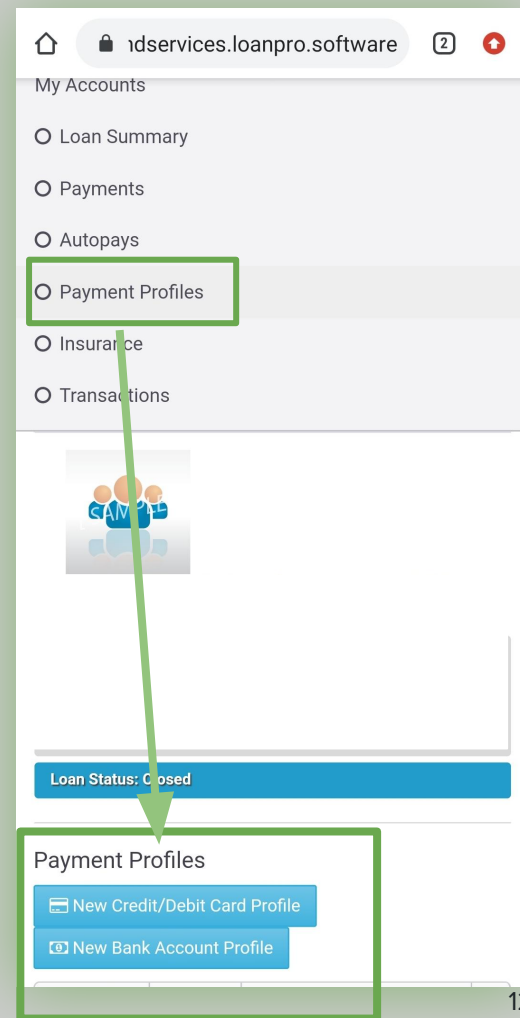 ıdservices.loanpro.software
2
My Accounts
Loan Summary
Payments
Autopays
Payment Profiles
Insurance
Transactions
SAMPLE
Loan Status: Closed
Payment Profiles
New Credit/Debit Card Profile
New Bank Account Profile